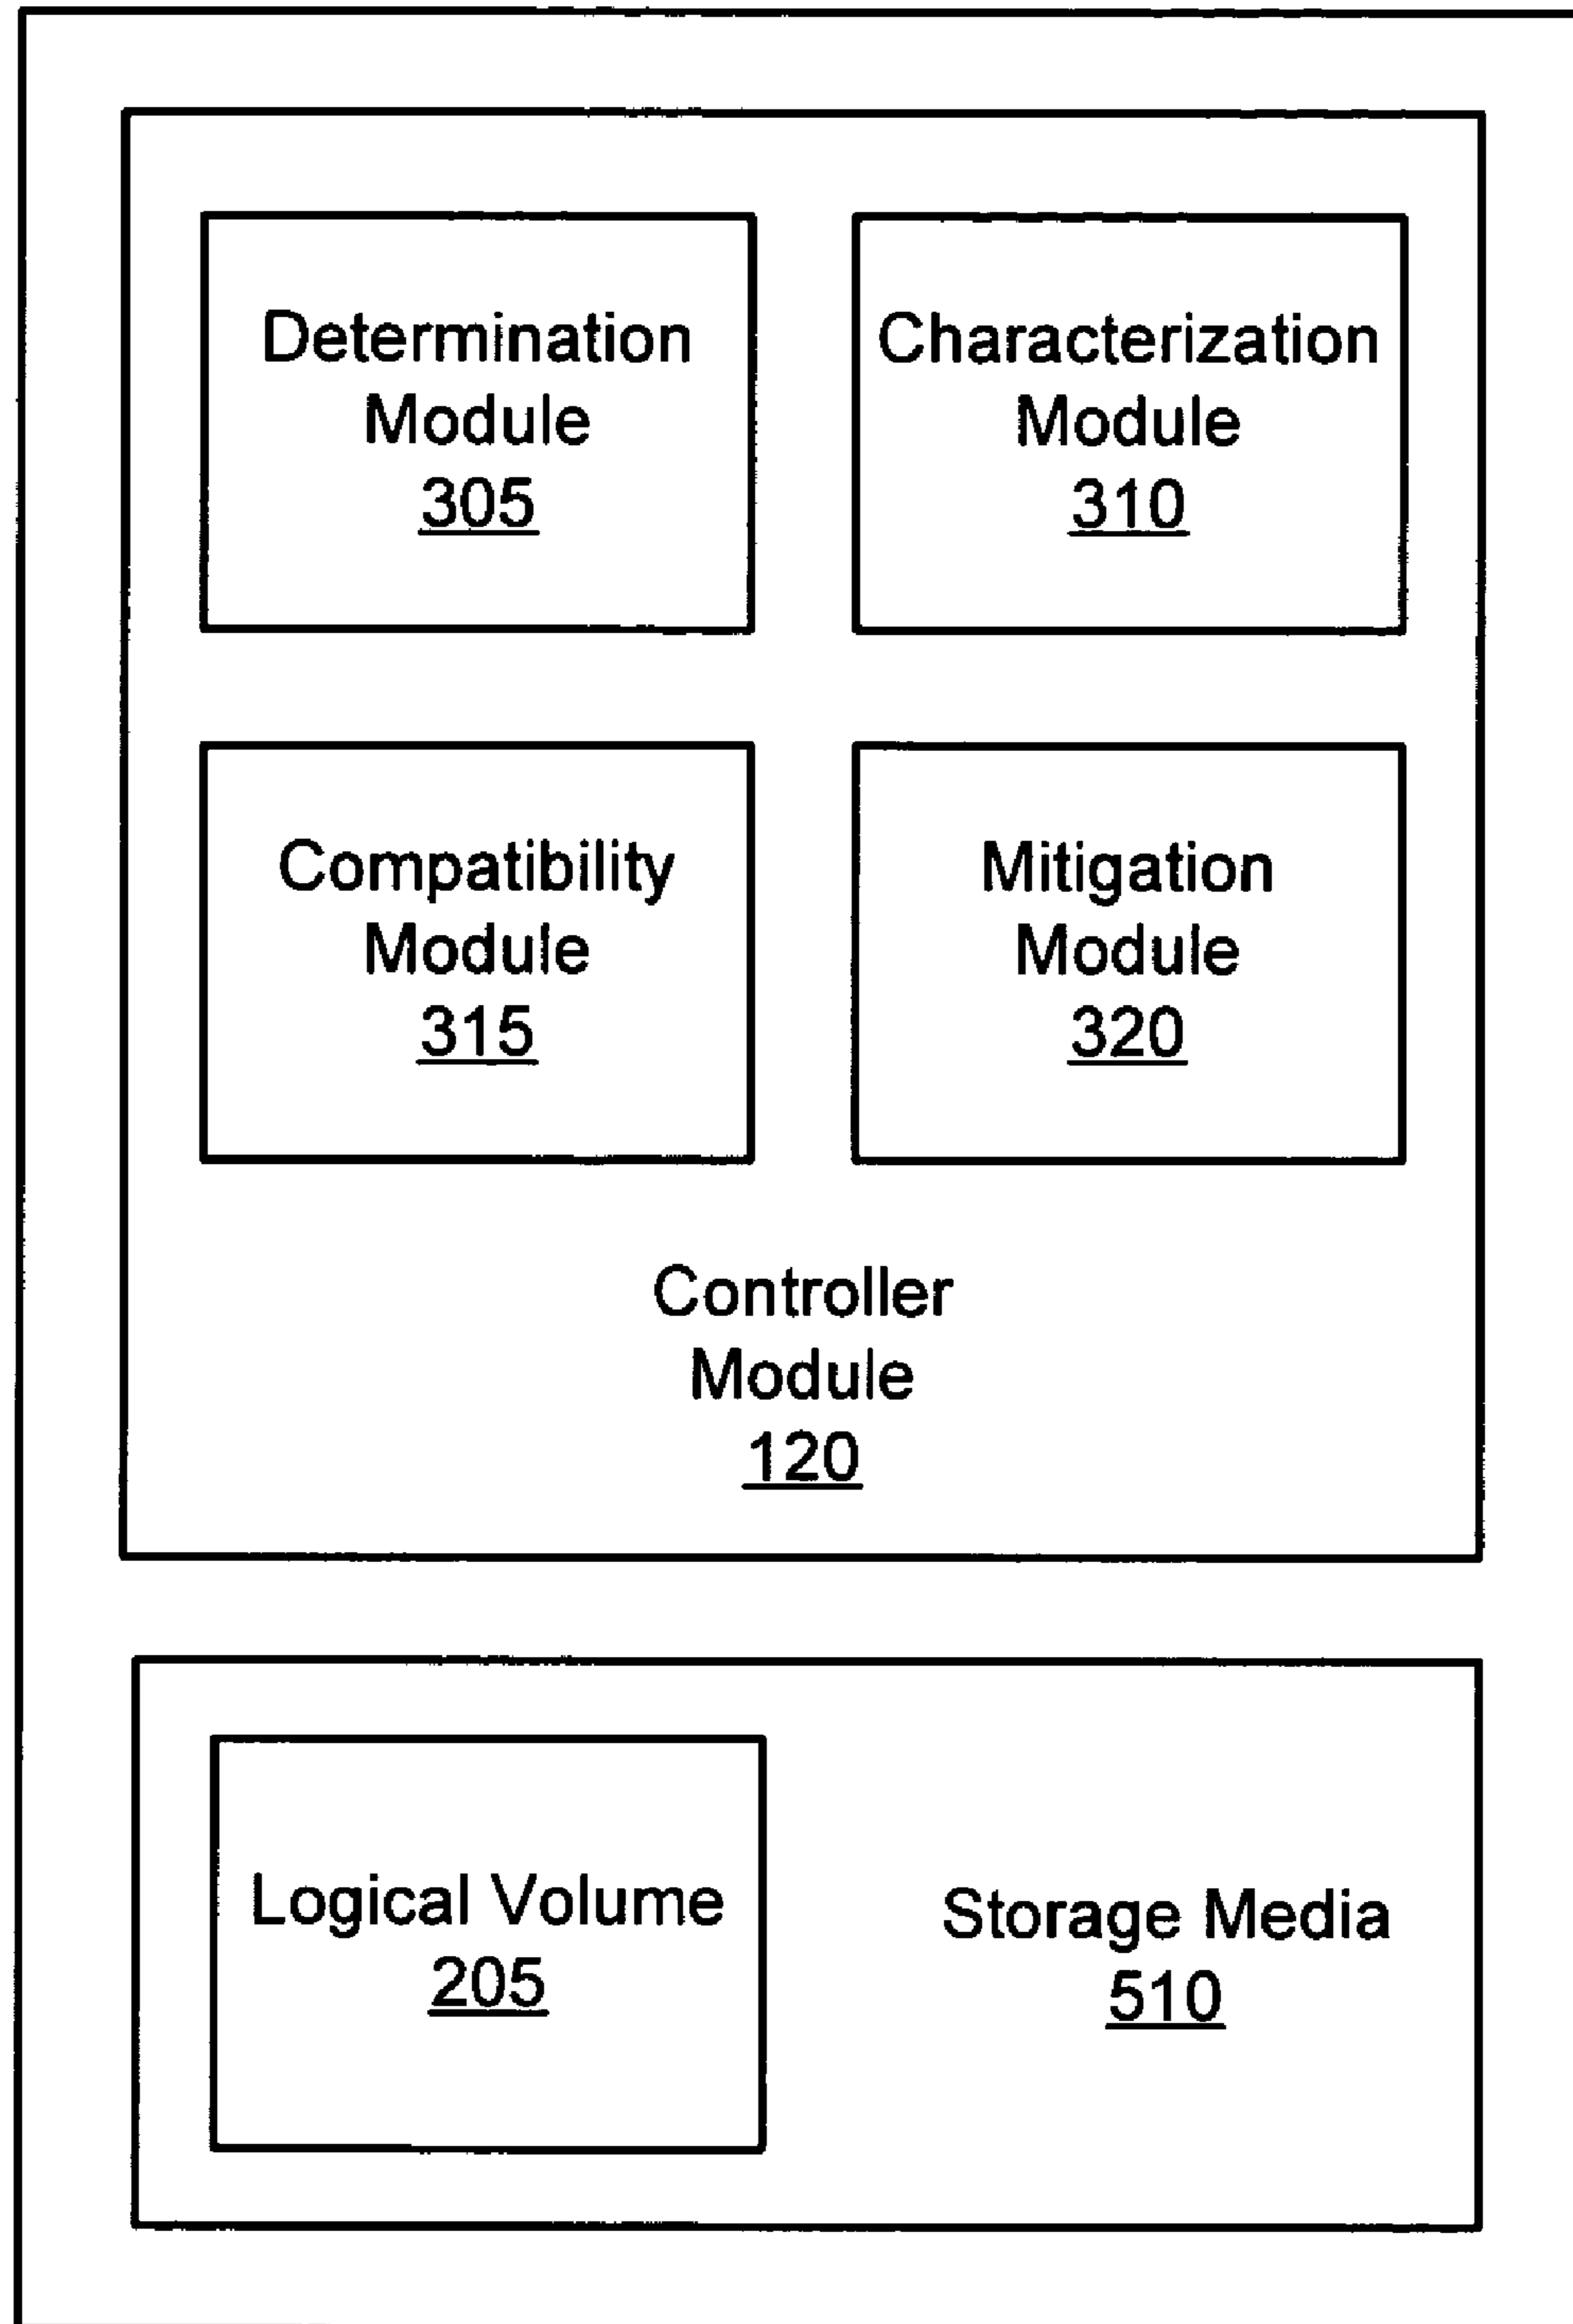 Determination
Module
305
Characterization
Module
310
Compatibility
Module
315
Mitigation
Module
320
Controller
Module
120
Logical Volume
205
Storage Media
510